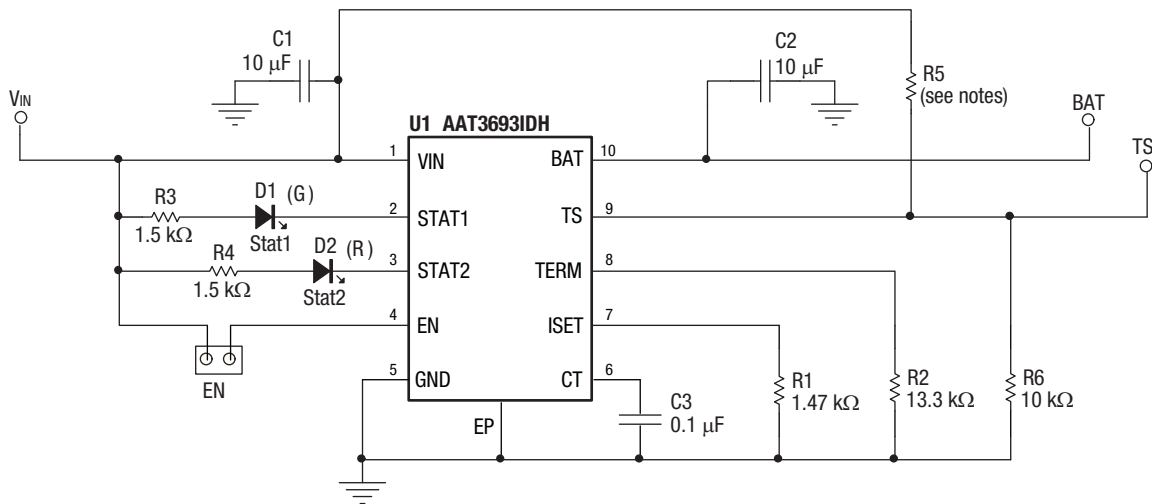 C1
10 μF
C2
10 μF
R5
(see notes)
VIN
BAT
TS
U1 AAT3693IDH
1
VIN
BAT
10
R3
1.5 kΩ
D1 (G)
Stat1
2
STAT1
TS
9
R4
1.5 kΩ
D2 (R)
Stat2
3
STAT2
TERM
8
4
EN
ISET
7
EN
5
GND
CT
6
EP
C3
0.1 μF
R1
1.47 kΩ
R2
13.3 kΩ
R6
10 kΩ